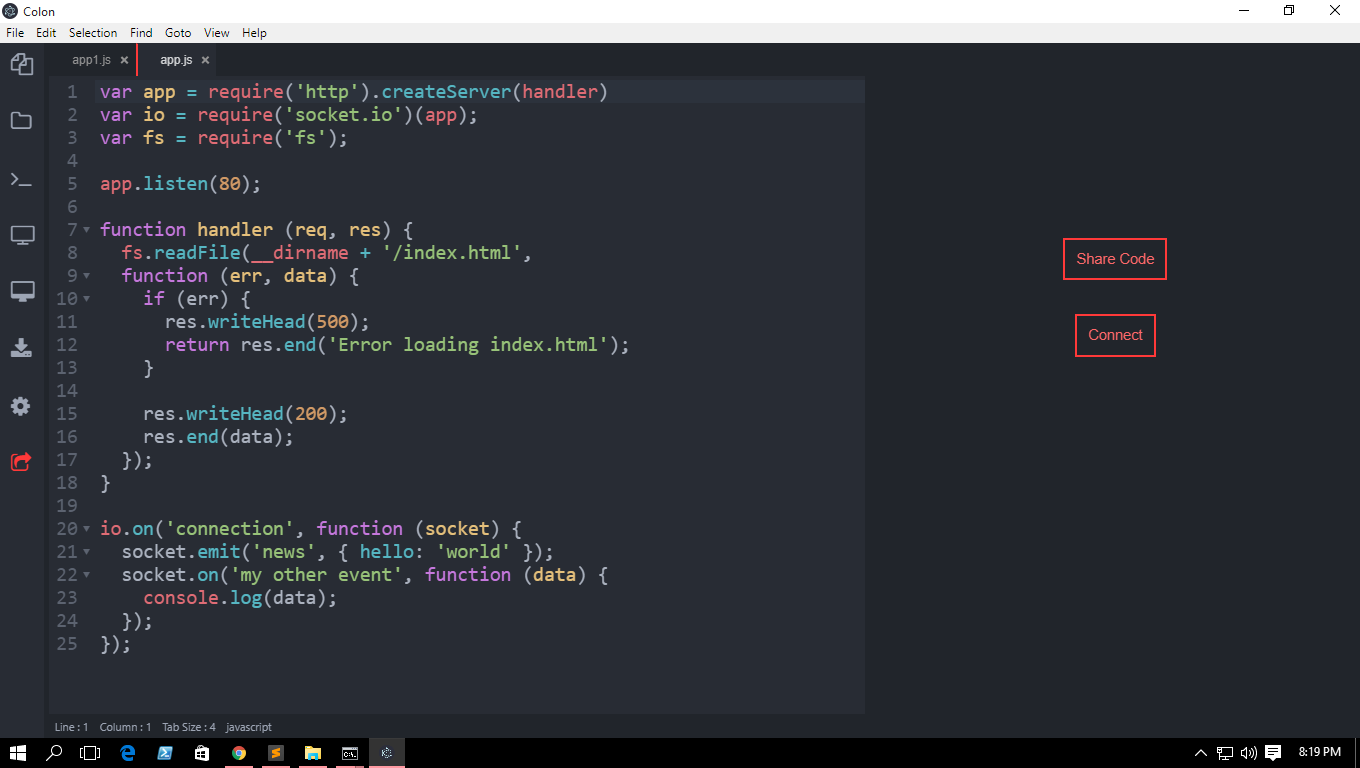 Colon
File Edit Selection Find Goto View Help
app1.js × app.js ×
1 var app = require('http').createServer(handler)
2 var io = require('socket.io')(app);
3 var fs = require('fs');
4
5 app.listen(80);
6
7 function handler (req, res) {
8   fs.readFile(__dirname + '/index.html',
9   function (err, data) {
10     if (err) {
11       res.writeHead(500);
12       return res.end('Error loading index.html');
13     }
14
15     res.writeHead(200);
16     res.end(data);
17   });
18 }
19
20 io.on('connection', function (socket) {
21   socket.emit('news', { hello: 'world' });
22   socket.on('my other event', function (data) {
23     console.log(data);
24   });
25 });
Share Code
Connect
Line : 1 Column : 1 Tab Size : 4 javascript
8:19 PM